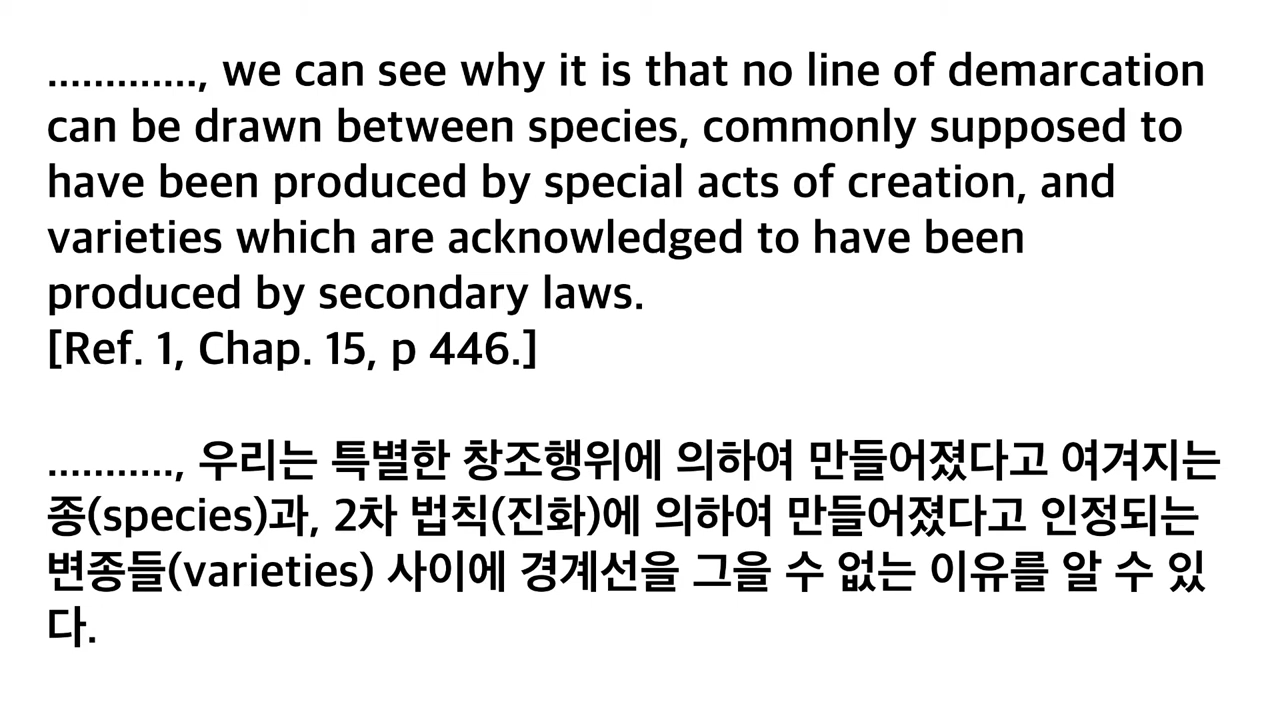 ............., we can see why it is that no line of demarcation
can be drawn between species, commonly supposed to
have been produced by special acts of creation, and
varieties which are acknowledged to have been
produced by secondary laws.
[Ref. 1, Chap. 15, p 446.]
..........., 우리는 특별한 창조행위에 의하여 만들어졌다고 여겨지는
종(species)과, 2차 법칙(진화)에 의하여 만들어졌다고 인정되는
변종들(varieties) 사이에 경계선을 그을 수 없는 이유를 알 수 있
다.